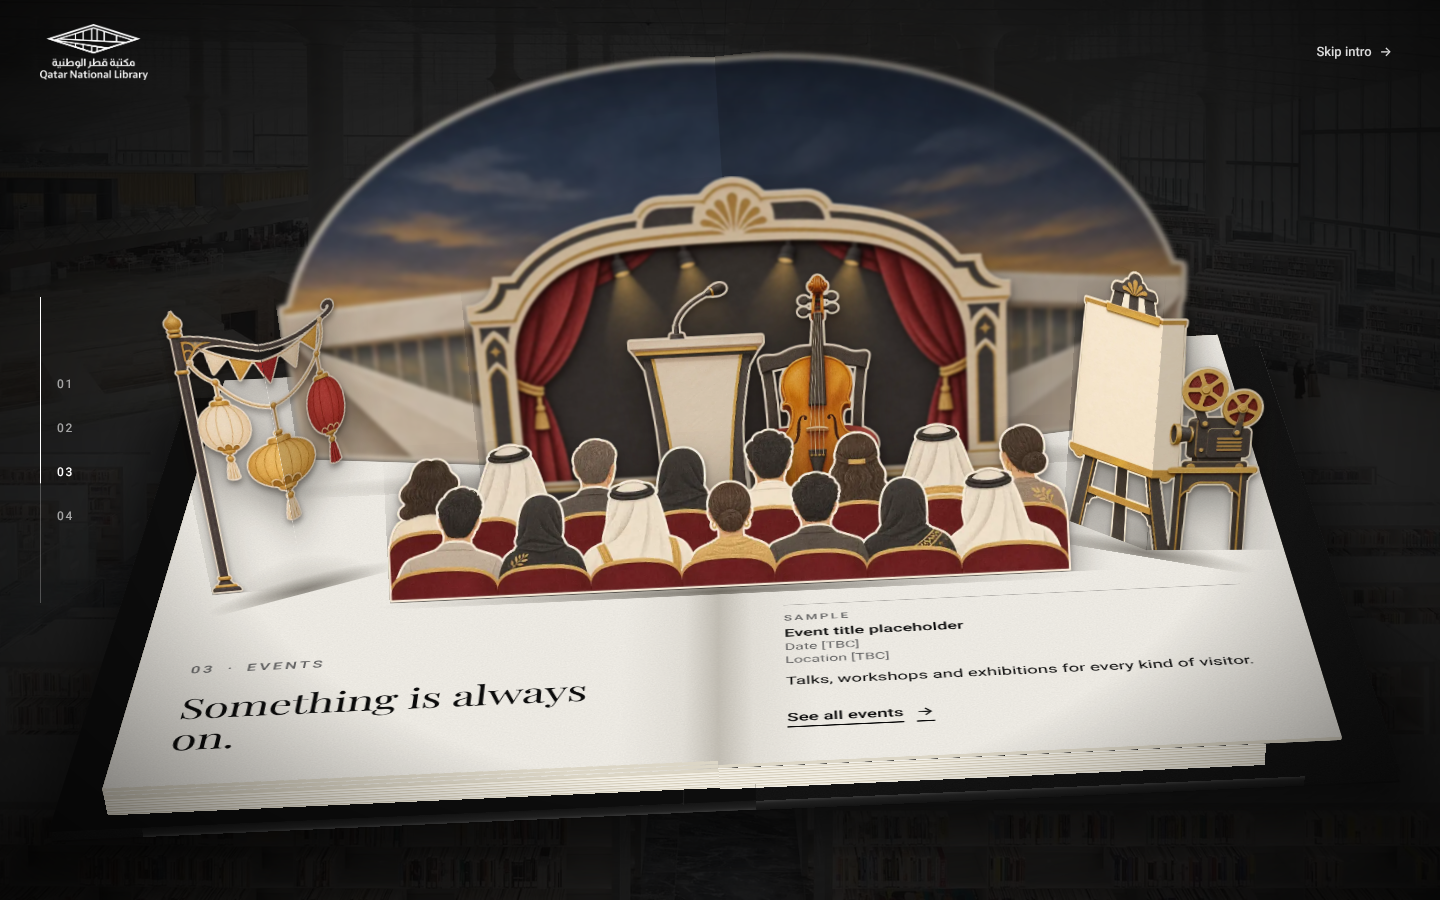 مكتبة قطر الوطنية
Qatar National Library
Skip intro →
01
02
03
04
03 · EVENTS
Something is always
on.
SAMPLE
Event title placeholder
Date [TBC]
Location [TBC]
Talks, workshops and exhibitions for every kind of visitor.
See all events →